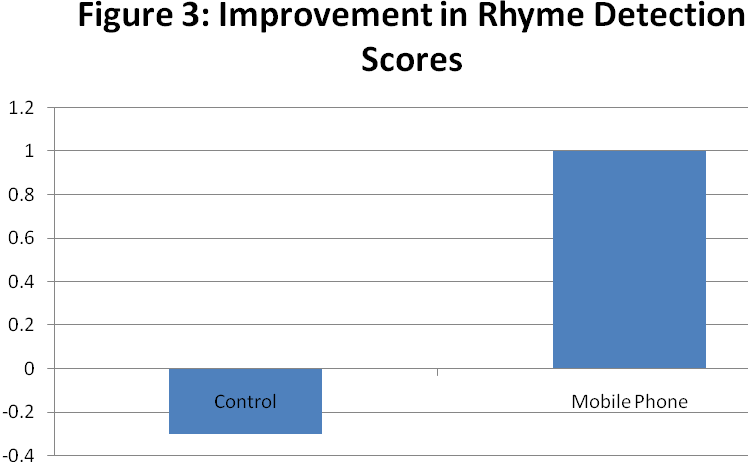 Figure 3: Improvement in Rhyme Detection
Scores
1.2
1
0.8
0.6
0.4
0.2
0
-0.2
-0.4
Control
Mobile Phone